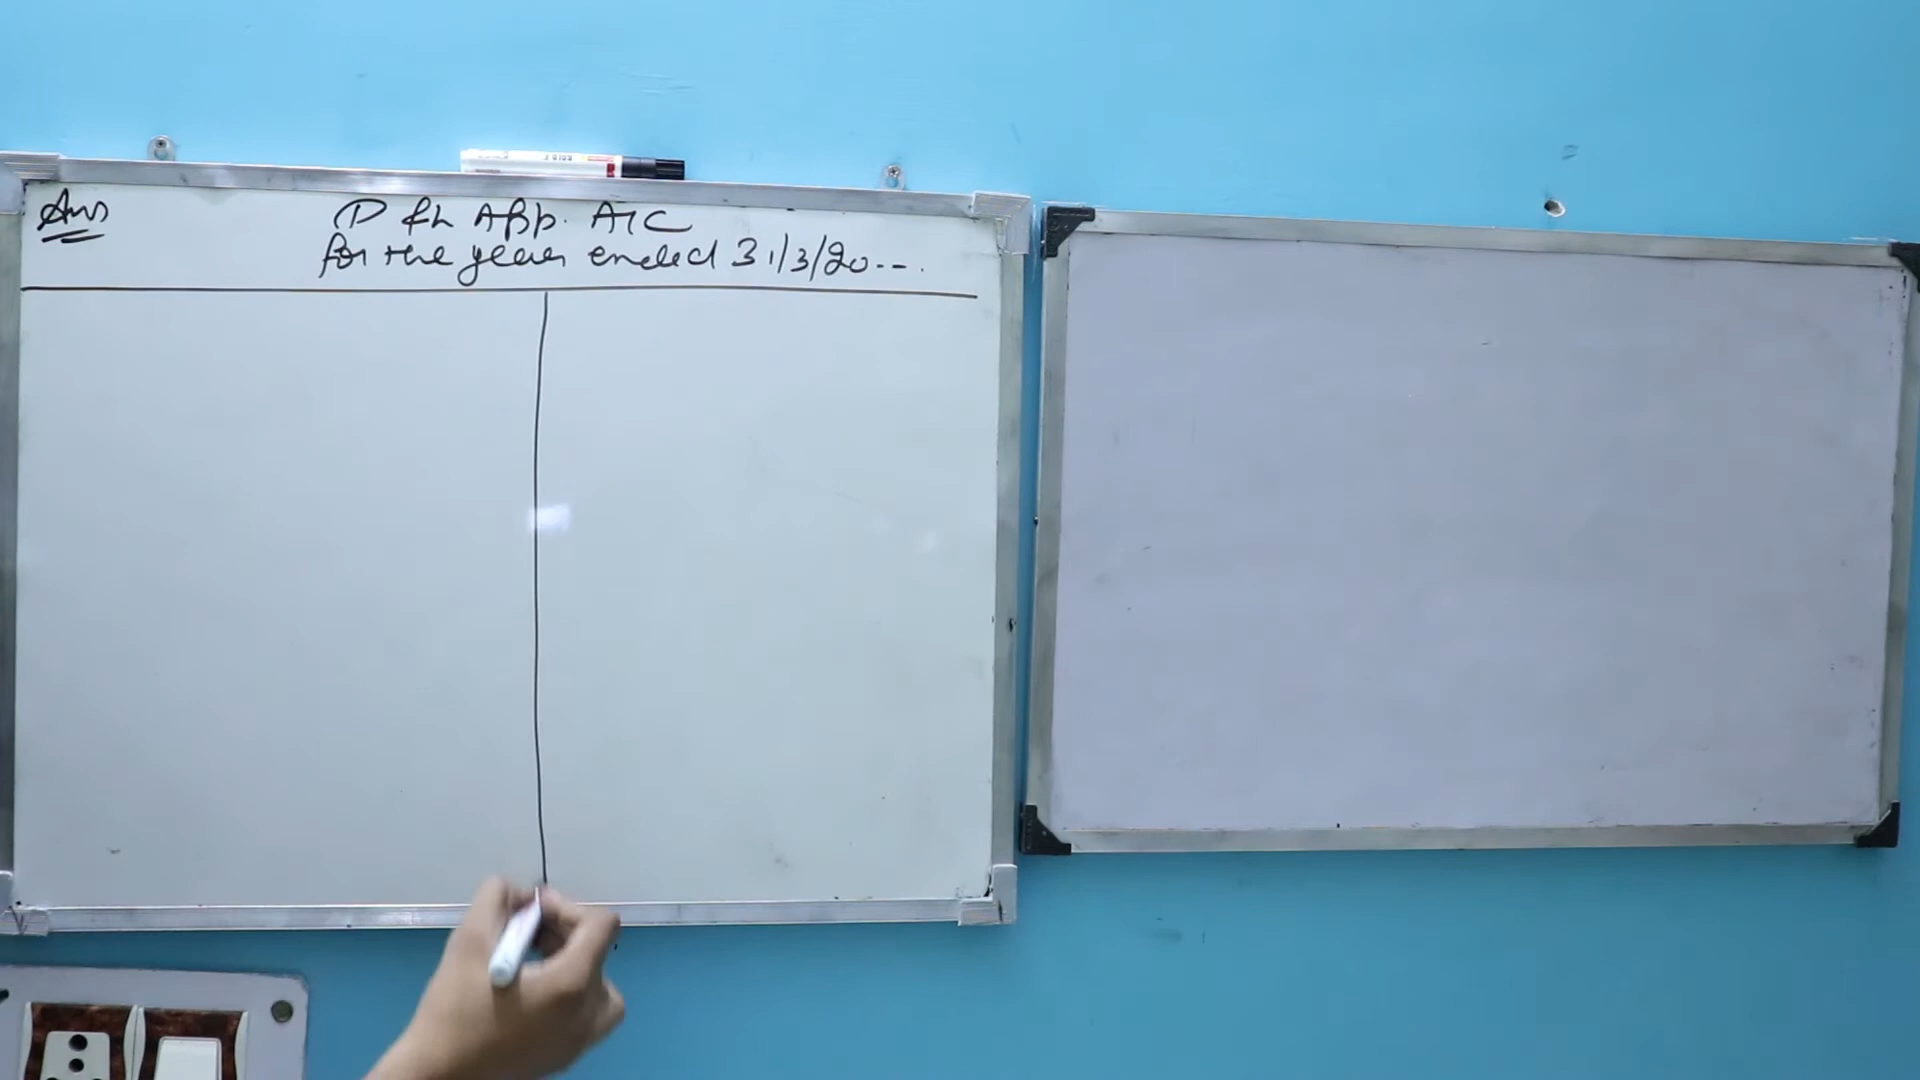 Ans
P & L App. A/C
for the year ended 31/3/20---.